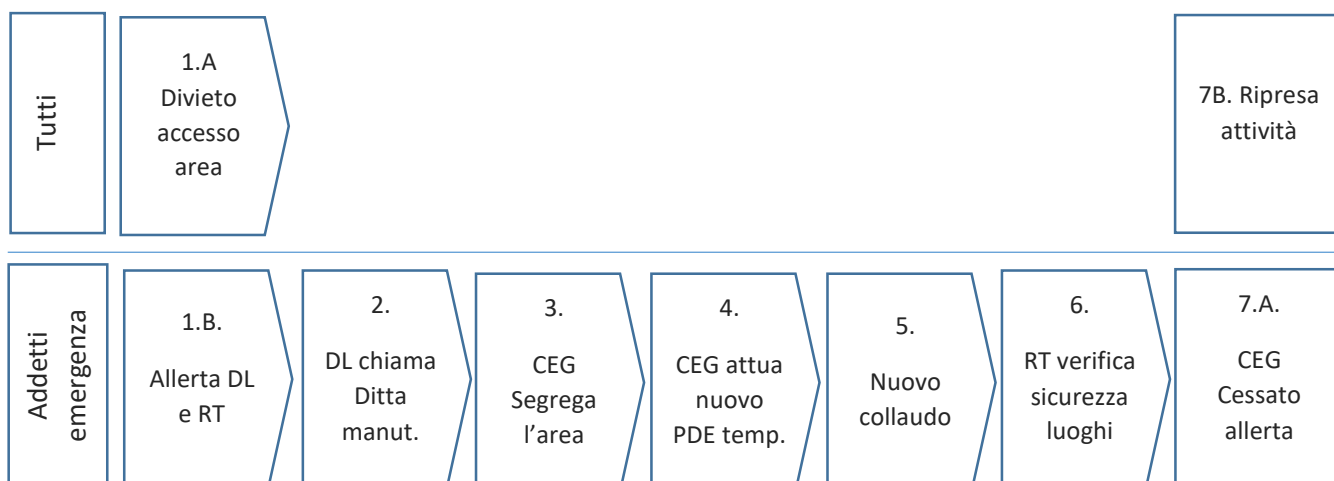 Tutti
1.A
Divieto
accesso
area
7B. Ripresa
attività
Addetti
emergenza
1.B.
Allerta DL
e RT
2.
DL chiama
Ditta
manut.
3.
CEG
Segrega
l’area
4.
CEG attua
nuovo
PDE temp.
5.
Nuovo
collaudo
6.
RT verifica
sicurezza
luoghi
7.A.
CEG
Cessato
allerta